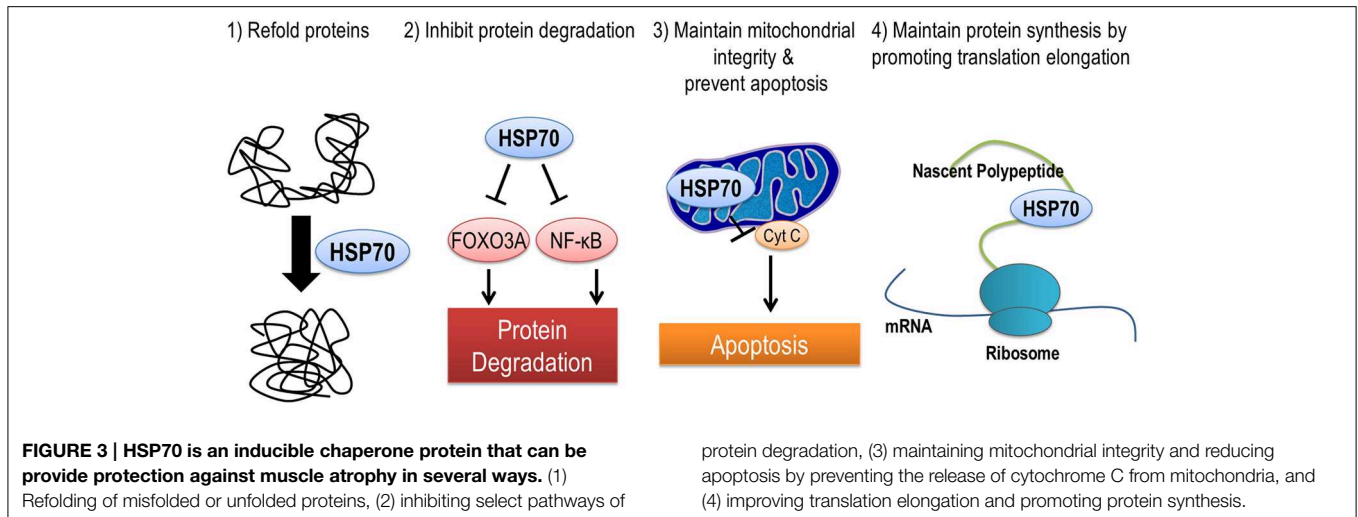 1) Refold proteins
2) Inhibit protein degradation
3) Maintain mitochondrial
integrity &
prevent apoptosis
4) Maintain protein synthesis by
promoting translation elongation
HSP70
HSP70
FOXO3A
NF-κB
Protein
Degradation
HSP70
Cyt C
Apoptosis
Nascent Polypeptide
HSP70
mRNA
Ribosome
FIGURE 3 | HSP70 is an inducible chaperone protein that can be
provide protection against muscle atrophy in several ways. (1)
Refolding of misfolded or unfolded proteins, (2) inhibiting select pathways of
protein degradation, (3) maintaining mitochondrial integrity and reducing
apoptosis by preventing the release of cytochrome C from mitochondria, and
(4) improving translation elongation and promoting protein synthesis.